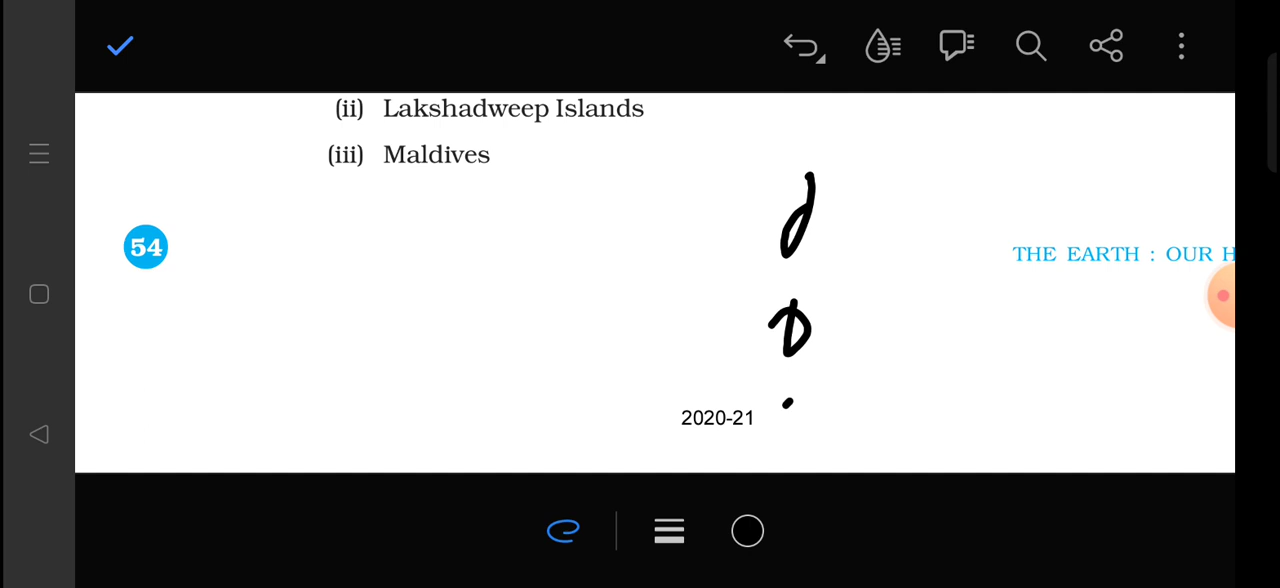 (ii) Lakshadweep Islands
(iii) Maldives
54
THE EARTH : OUR H
2020-21